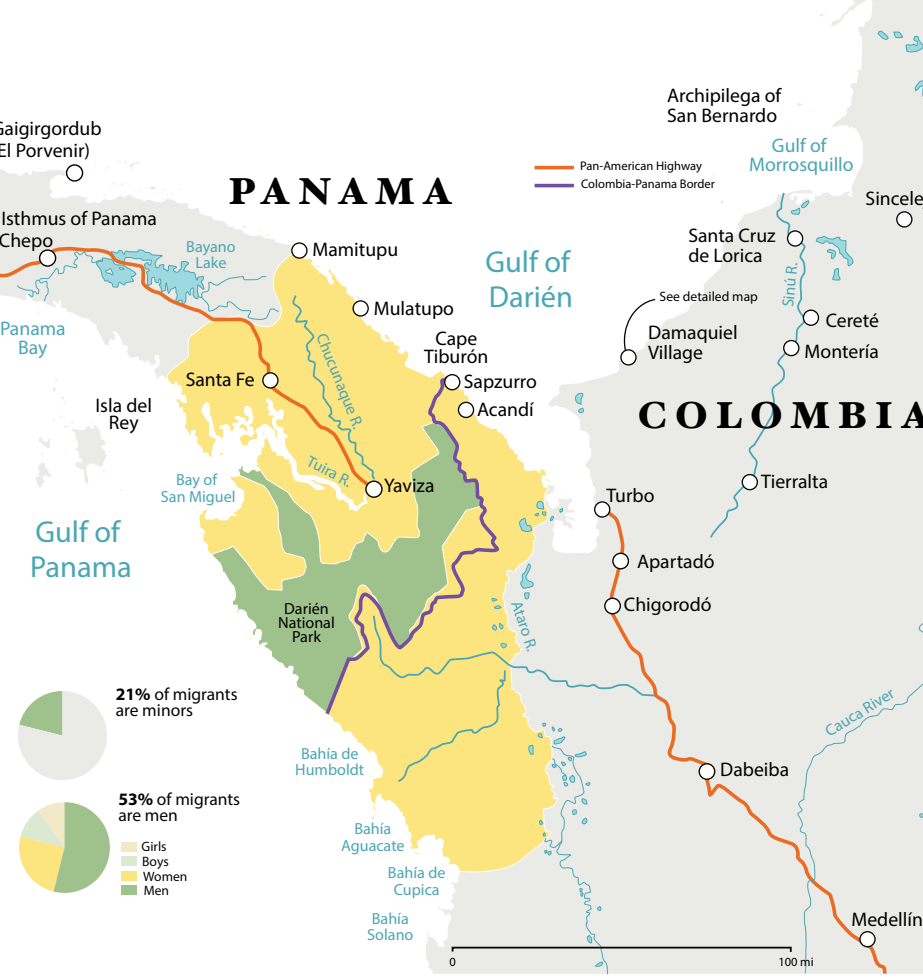 Archipilega of
San Bernardo
Gaigirgordub
(El Porvenir)
Gulf of
Morrosquillo
Pan-American Highway
Colombia-Panama Border
PANAMA
Isthmus of Panama
Chepo
Bayano
Lake
Mamitupu
Gulf of
Darién
Santa Cruz
de Lorica
Sincele
Sinú R.
See detailed map
Mulatupo
Panama
Bay
Chucunaque R.
Cape
Tiburón
Damaquiel
Village
Cereté
Montería
Santa Fe
Sapzurro
Acandí
Isla del
Rey
COLOMBIA
Tuíra R.
Bay of
San Miguel
Yaviza
Tierralta
Turbo
Gulf of
Panama
Apartadó
Darién
National
Park
Ataro R.
Chigorodó
21% of migrants
are minors
Cauca River
Bahía de
Humboldt
Dabeiba
53% of migrants
are men
Girls
Boys
Women
Men
Bahía
Aguacate
Bahía de
Cupica
Bahía
Solano
Medellín
0
100 mi